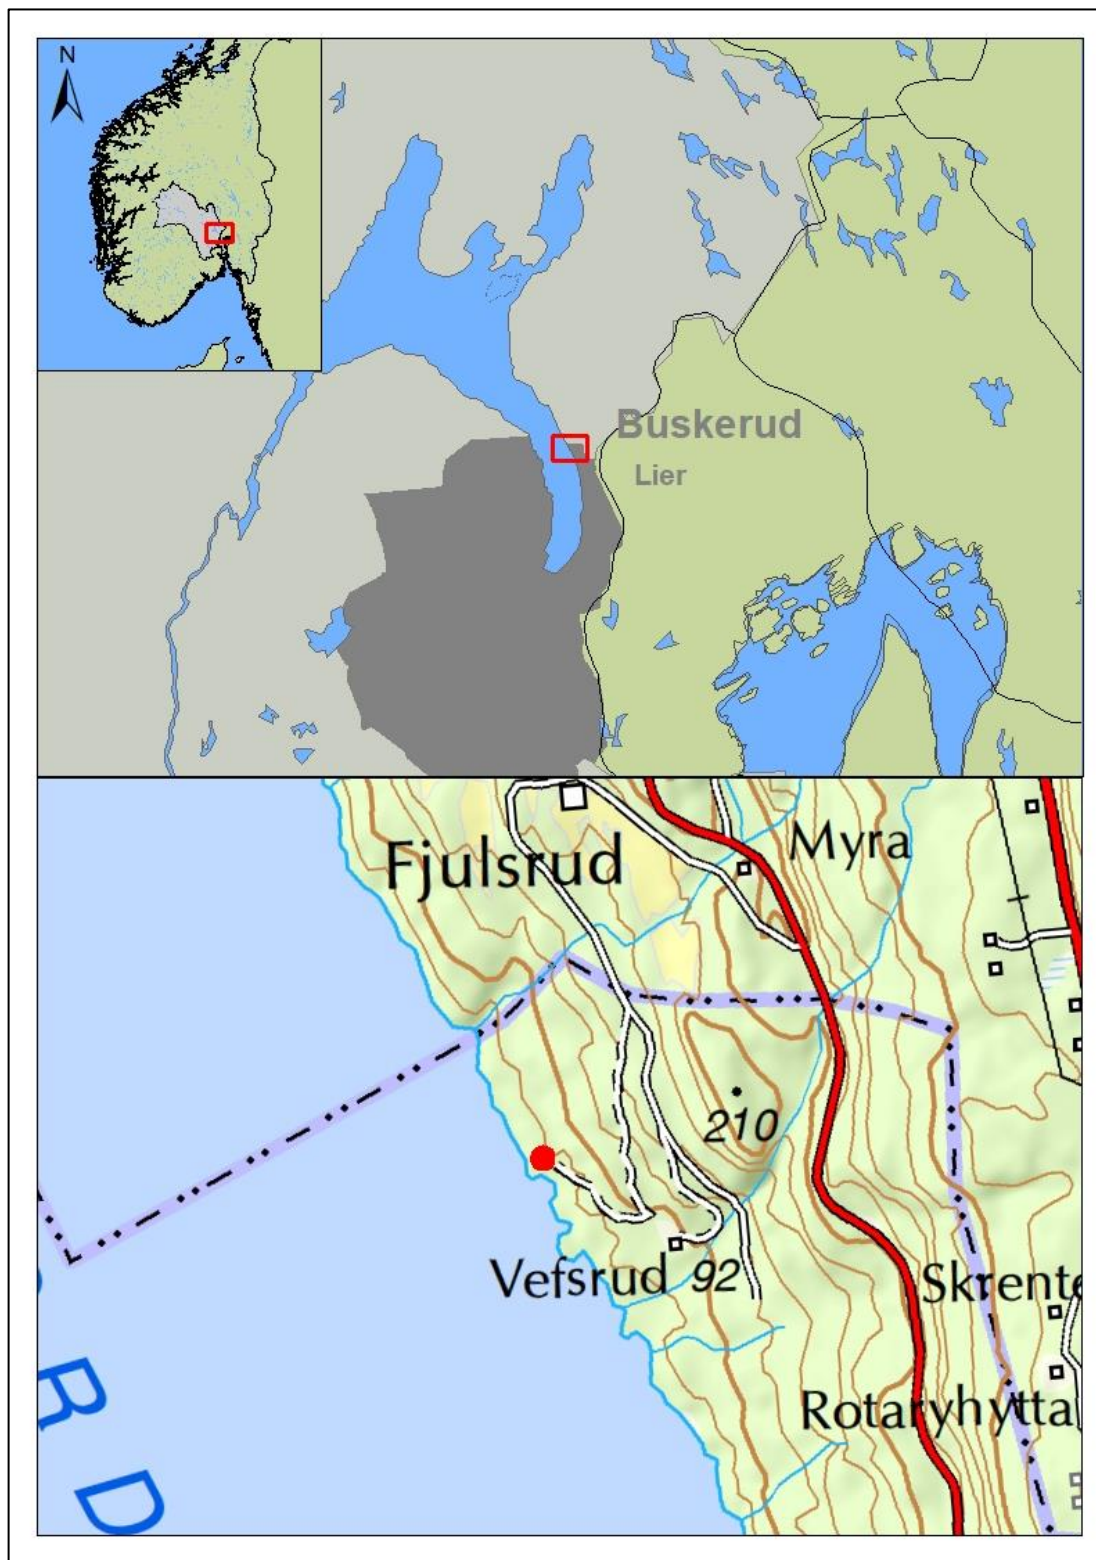 N
Buskerud
Lier
Fjulsrud
Myra
210
Vefsrud 92
Skrente
Rotaryhytta
R
D